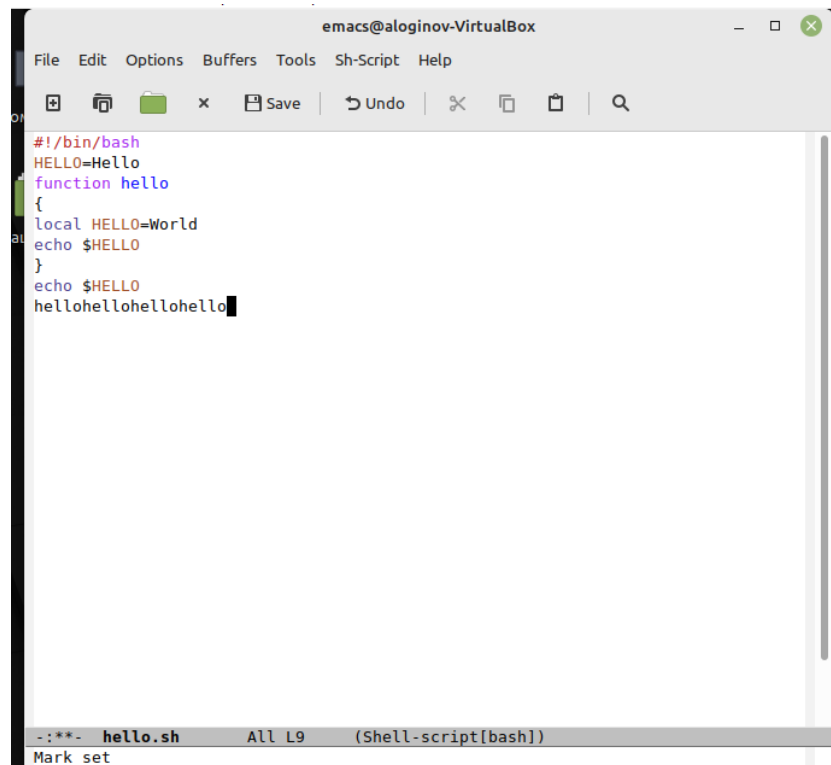 emacs@aloginov-VirtualBox
File Edit Options Buffers Tools Sh-Script Help
Save Undo
#!/bin/bash
HELLO=Hello
function hello
{
local HELLO=World
echo $HELLO
}
echo $HELLO
hellohellohellohello
-:**- hello.sh All L9 (Shell-script[bash])
Mark set